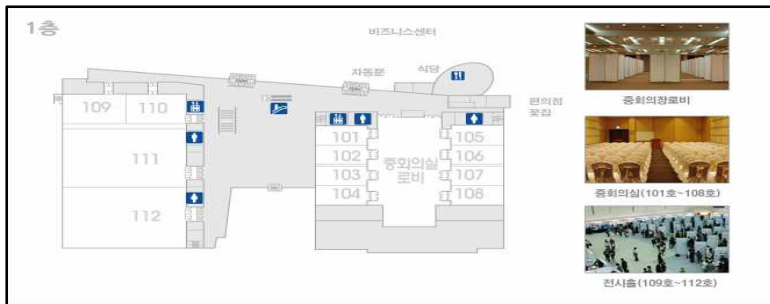 1층
비즈니스센터
자동문
식당
편의점
꽃집
109
110
111
112
101
102
103
104
중회의실
로비
105
106
107
108
중회의장로비
중회의실(101호~108호)
전시홀(109호~112호)